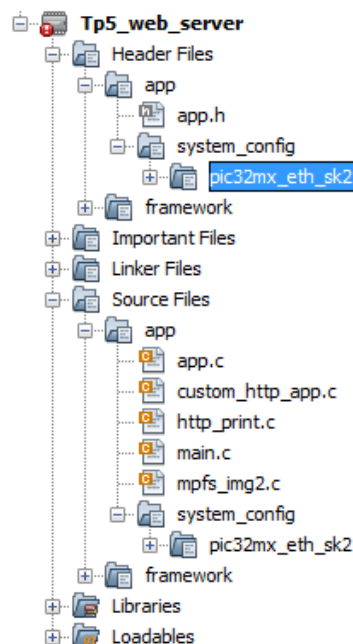 Tp5_web_server
Header Files
app
app.h
system_config
pic32mx_eth_sk2
framework
Important Files
Linker Files
Source Files
app
app.c
custom_http_app.c
http_print.c
main.c
mpfs_img2.c
system_config
pic32mx_eth_sk2
framework
Libraries
Loadables